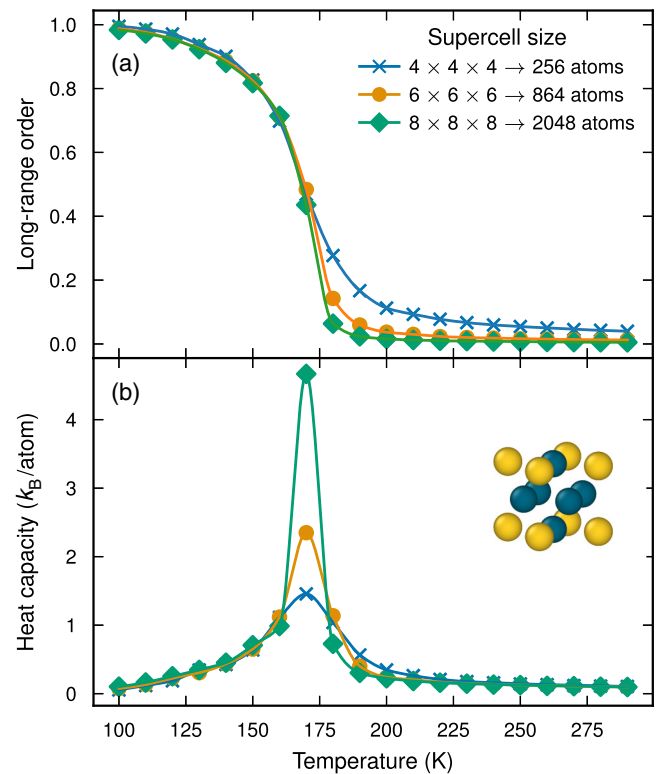 1.0
0.8
0.6
0.4
0.2
0.0
Long-range order
(a)
Supercell size
4 × 4 × 4 → 256 atoms
6 × 6 × 6 → 864 atoms
8 × 8 × 8 → 2048 atoms
(b)
4
3
2
1
0
Heat capacity (kB/atom)
100 125 150 175 200 225 250 275
Temperature (K)